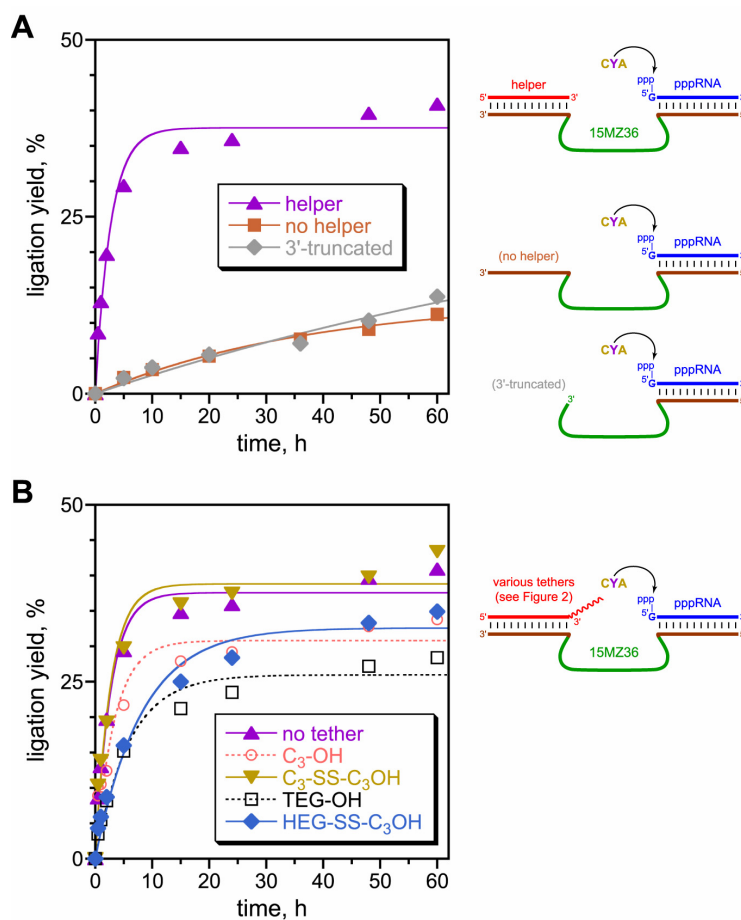 A
50
25
0
ligation yield, %
helper
no helper
3'-truncated
0 10 20 30 40 50 60
time, h
CYA
helper
ppp
pppRNA
5' 3' 5' G
3' 15MZ36
CYA
(no helper)
ppp
pppRNA
5' G
3'
CYA
(3'-truncated)
ppp
pppRNA
5' G
3'
B
50
25
0
ligation yield, %
no tether
C₃-OH
C₃-SS-C₃OH
TEG-OH
HEG-SS-C₃OH
0 10 20 30 40 50 60
time, h
various tethers
(see Figure 2)
CYA
ppp
pppRNA
5' 3' 5' G
3' 15MZ36